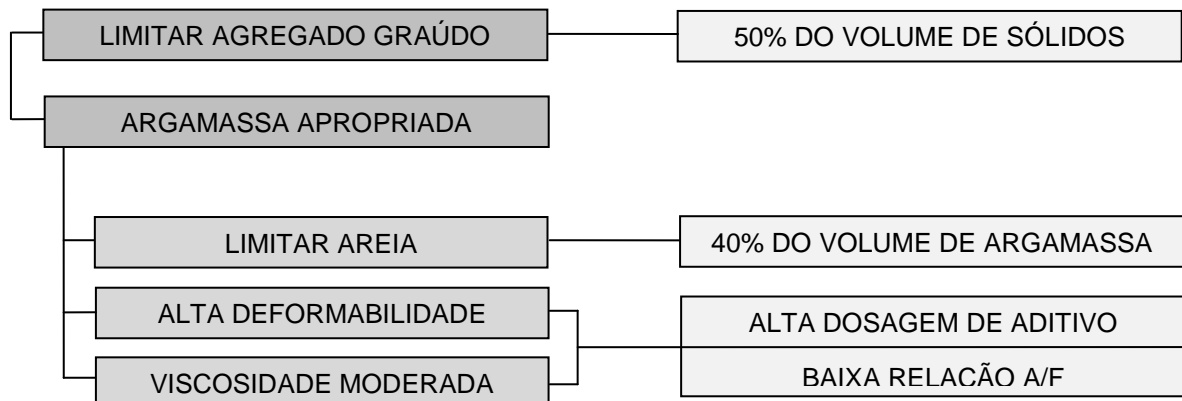 LIMITAR AGREGADO GRAÚDO
50% DO VOLUME DE SÓLIDOS
ARGAMASSA APROPRIADA
LIMITAR AREIA
40% DO VOLUME DE ARGAMASSA
ALTA DEFORMABILIDADE
ALTA DOSAGEM DE ADITIVO
VISCOSIDADE MODERADA
BAIXA RELAÇÃO A/F